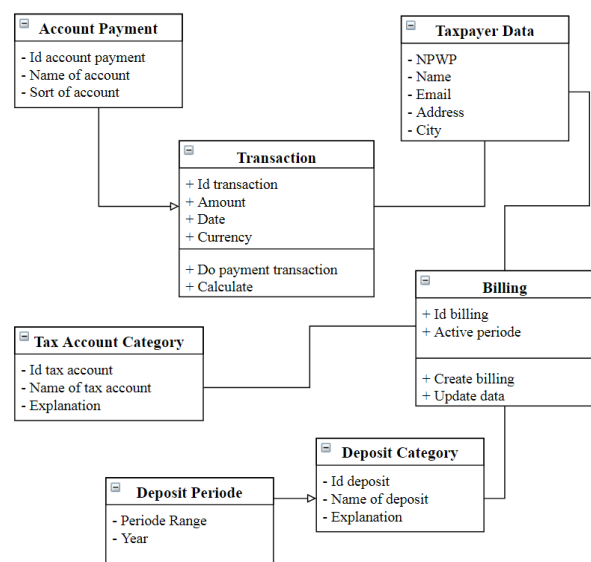 Account Payment
- Id account payment
- Name of account
- Sort of account
Taxpayer Data
- NPWP
- Name
- Email
- Address
- City
Transaction
+ Id transaction
+ Amount
+ Date
+ Currency
+ Do payment transaction
+ Calculate
Billing
+ Id billing
+ Active periode
+ Create billing
+ Update data
Tax Account Category
- Id tax account
- Name of tax account
- Explanation
Deposit Category
- Id deposit
- Name of deposit
- Explanation
Deposit Periode
- Periode Range
- Year